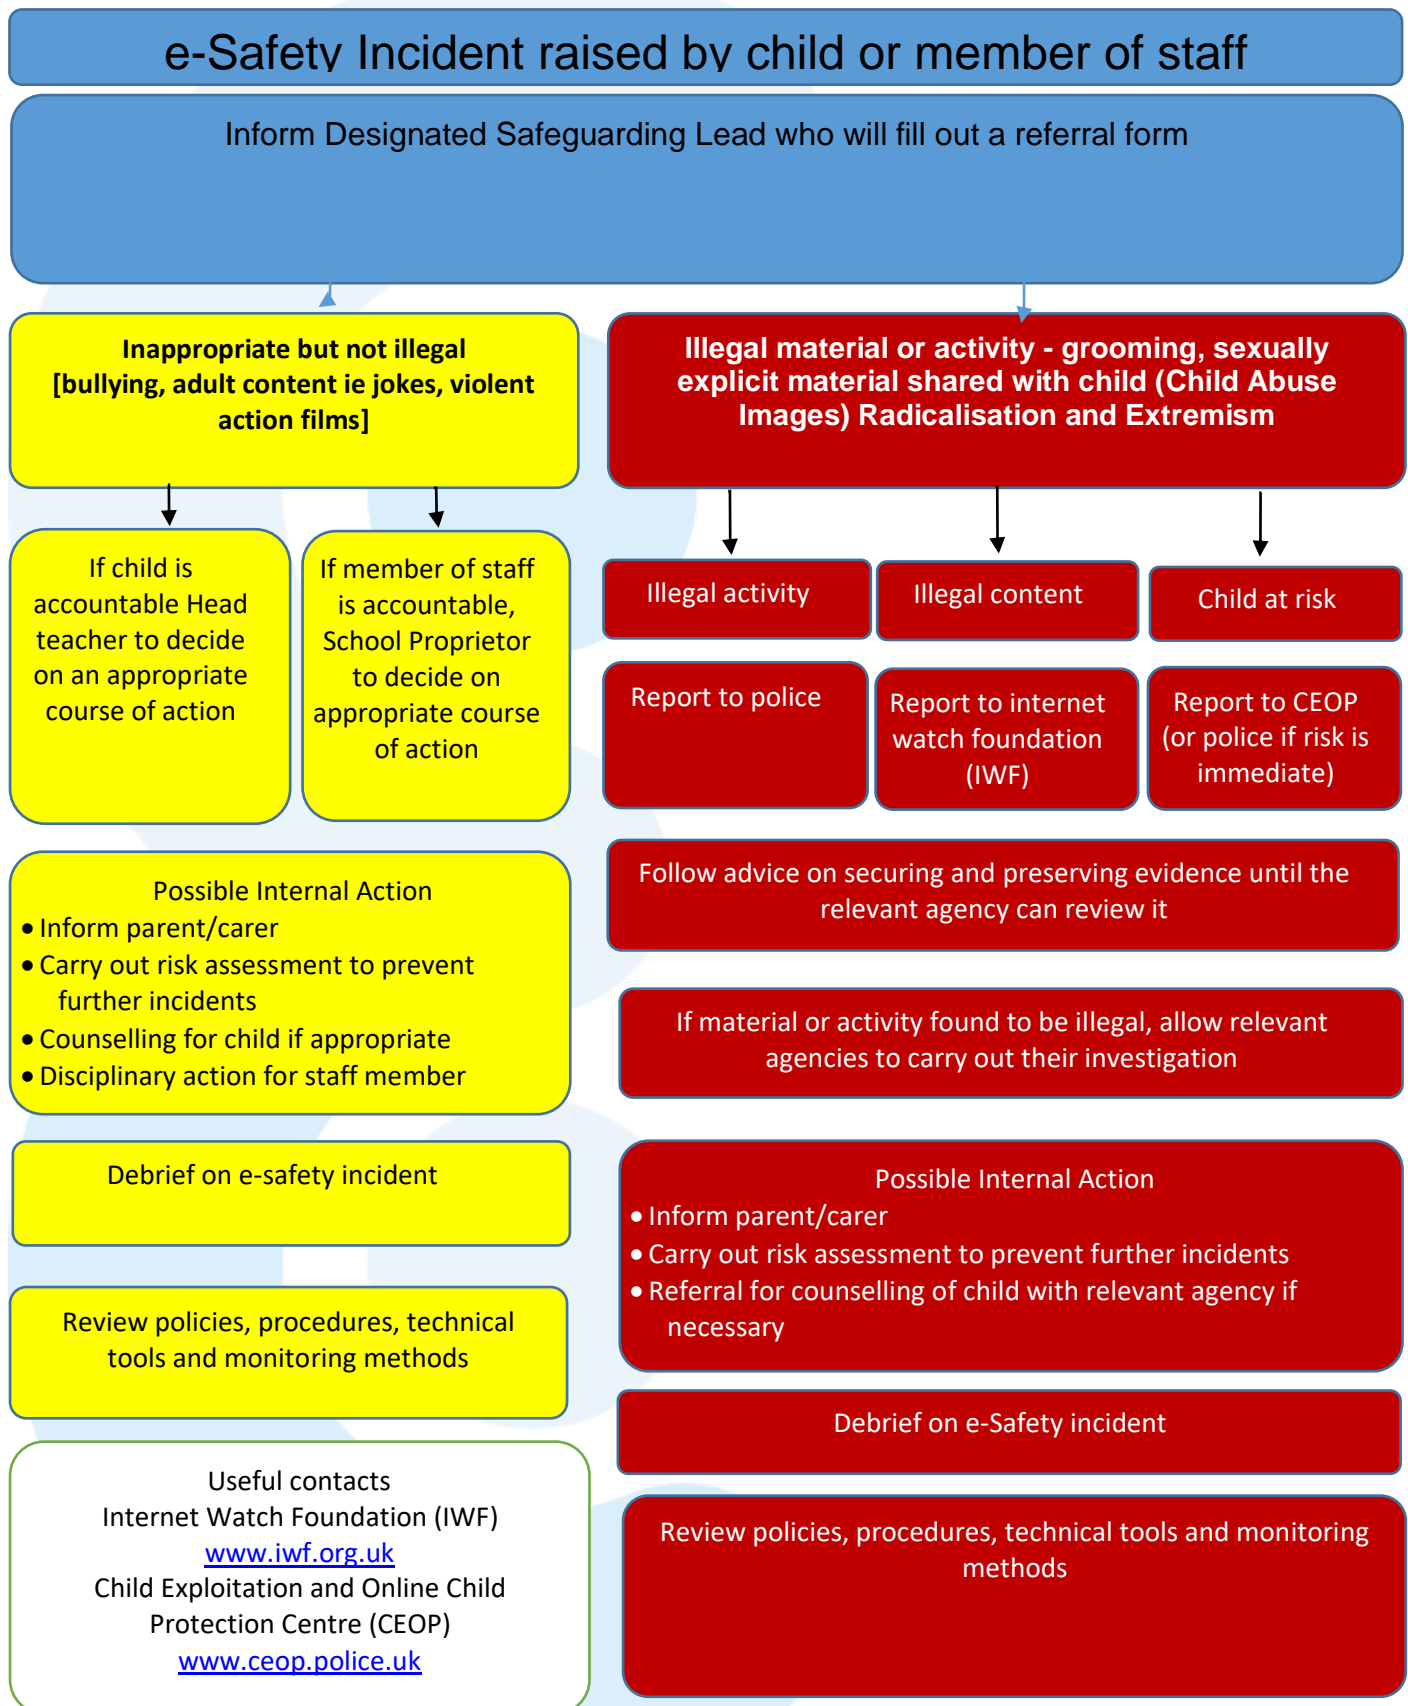 e-Safety Incident raised by child or member of staff
Inform Designated Safeguarding Lead who will fill out a referral form
Inappropriate but not illegal
[bullying, adult content ie jokes, violent
action films]
Illegal material or activity - grooming, sexually
explicit material shared with child (Child Abuse
Images) Radicalisation and Extremism
If child is
accountable Head
teacher to decide
on an appropriate
course of action
If member of staff
is accountable,
School Proprietor
to decide on
appropriate course
of action
Illegal activity
Illegal content
Child at risk
Report to police
Report to internet
watch foundation
(IWF)
Report to CEOP
(or police if risk is
immediate)
Possible Internal Action
• Inform parent/carer
• Carry out risk assessment to prevent
further incidents
• Counselling for child if appropriate
• Disciplinary action for staff member
Debrief on e-safety incident
Review policies, procedures, technical
tools and monitoring methods
Follow advice on securing and preserving evidence until the
relevant agency can review it
If material or activity found to be illegal, allow relevant
agencies to carry out their investigation
Possible Internal Action
• Inform parent/carer
• Carry out risk assessment to prevent further incidents
• Referral for counselling of child with relevant agency if
necessary
Debrief on e-Safety incident
Review policies, procedures, technical tools and monitoring
methods
Useful contacts
Internet Watch Foundation (IWF)
www.iwf.org.uk
Child Exploitation and Online Child
Protection Centre (CEOP)
www.ceop.police.uk